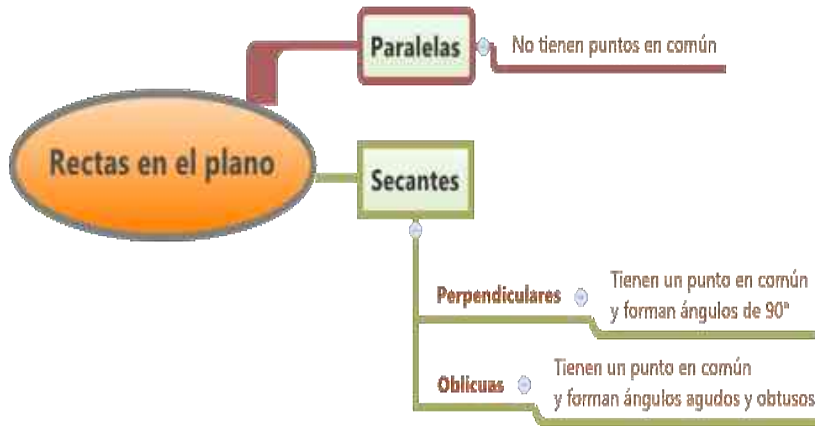 Rectas en el plano
Paralelas
No tienen puntos en común
Secantes
Perpendiculares
Tienen un punto en común
y forman ángulos de 90°
Oblicuas
Tienen un punto en común
y forman ángulos agudos y obtusos